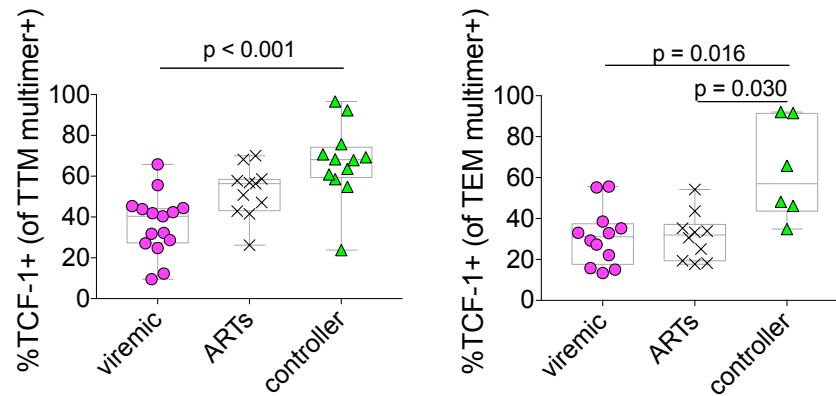 p < 0.001
%TCF-1+ (of TTM multimer+)
100
80
60
40
20
0
viremic
ARTs
controller
p = 0.016
p = 0.030
%TCF-1+ (of TEM multimer+)
100
80
60
40
20
0
viremic
ARTs
controller